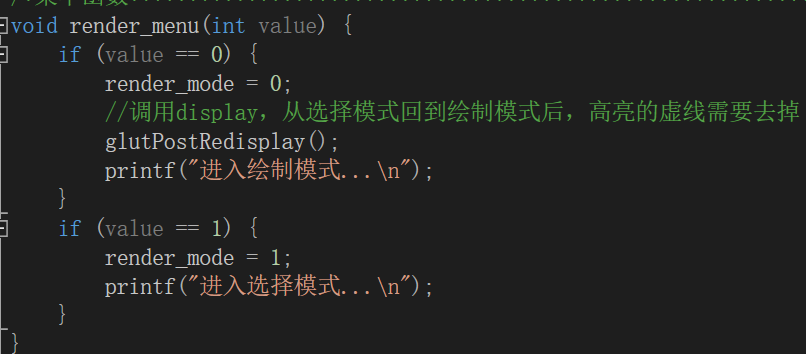 void render_menu(int value) {
if (value == 0) {
render_mode = 0;
//调用display，从选择模式回到绘制模式后，高亮的虚线需要去掉
glutPostRedisplay();
printf("进入绘制模式...\n");
}
if (value == 1) {
render_mode = 1;
printf("进入选择模式...\n");
}
}